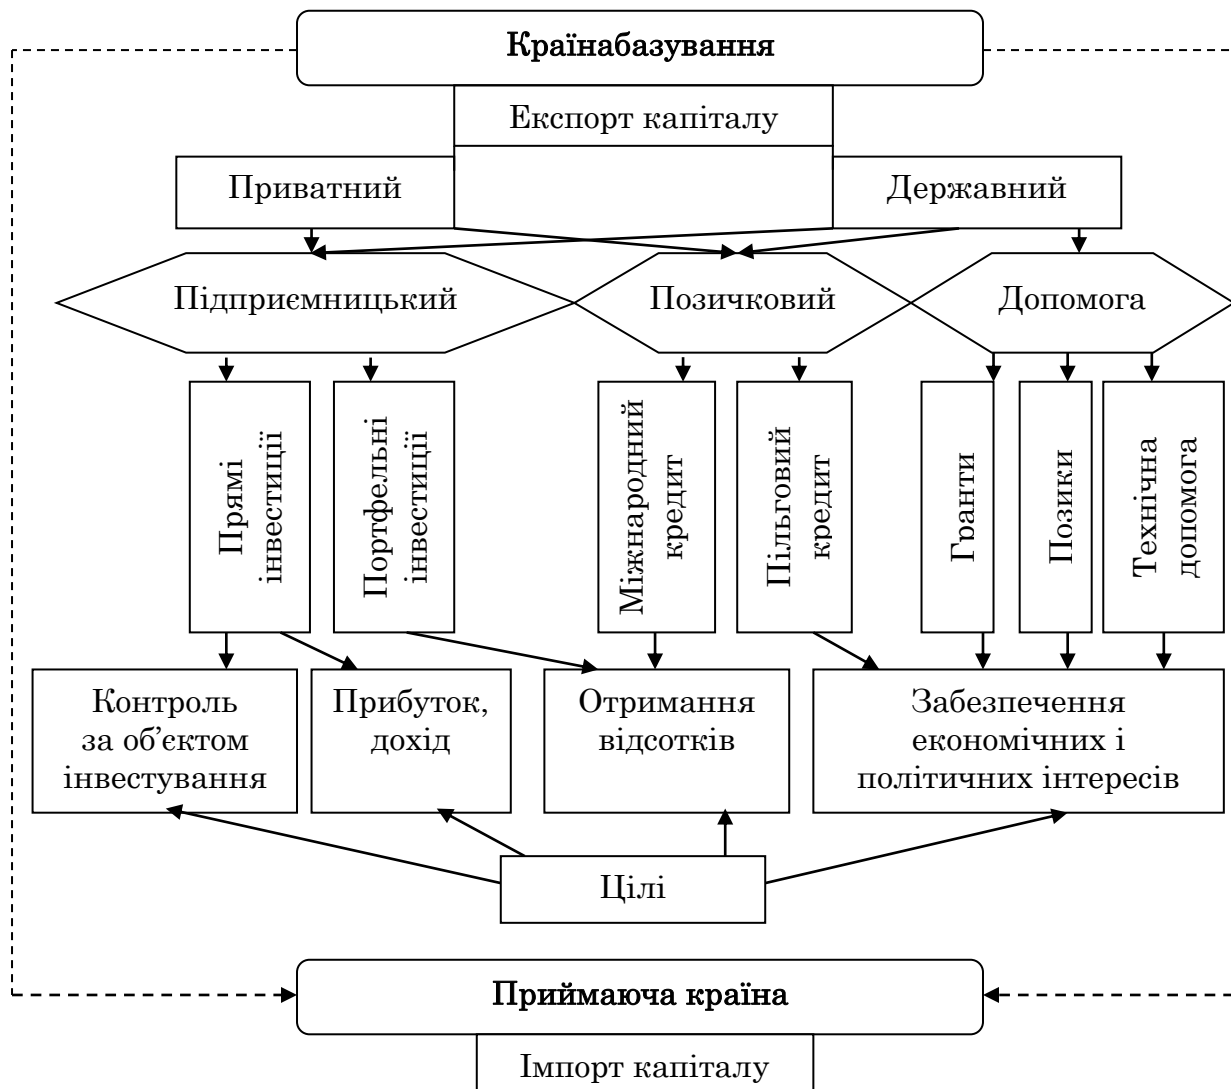 Країнабазування
Експорт капіталу
Приватний
Державний
Підприємницький
Позичковий
Допомога
Прямі
інвестиції
Портфельні
інвестиції
Міжнародний
кредит
Пільговий
кредит
Гранти
Позики
Технічна
допомога
Контроль
за об’єктом
інвестування
Прибуток,
дохід
Отримання
відсотків
Забезпечення
економічних і
політичних інтересів
Цілі
Приймаюча країна
Імпорт капіталу